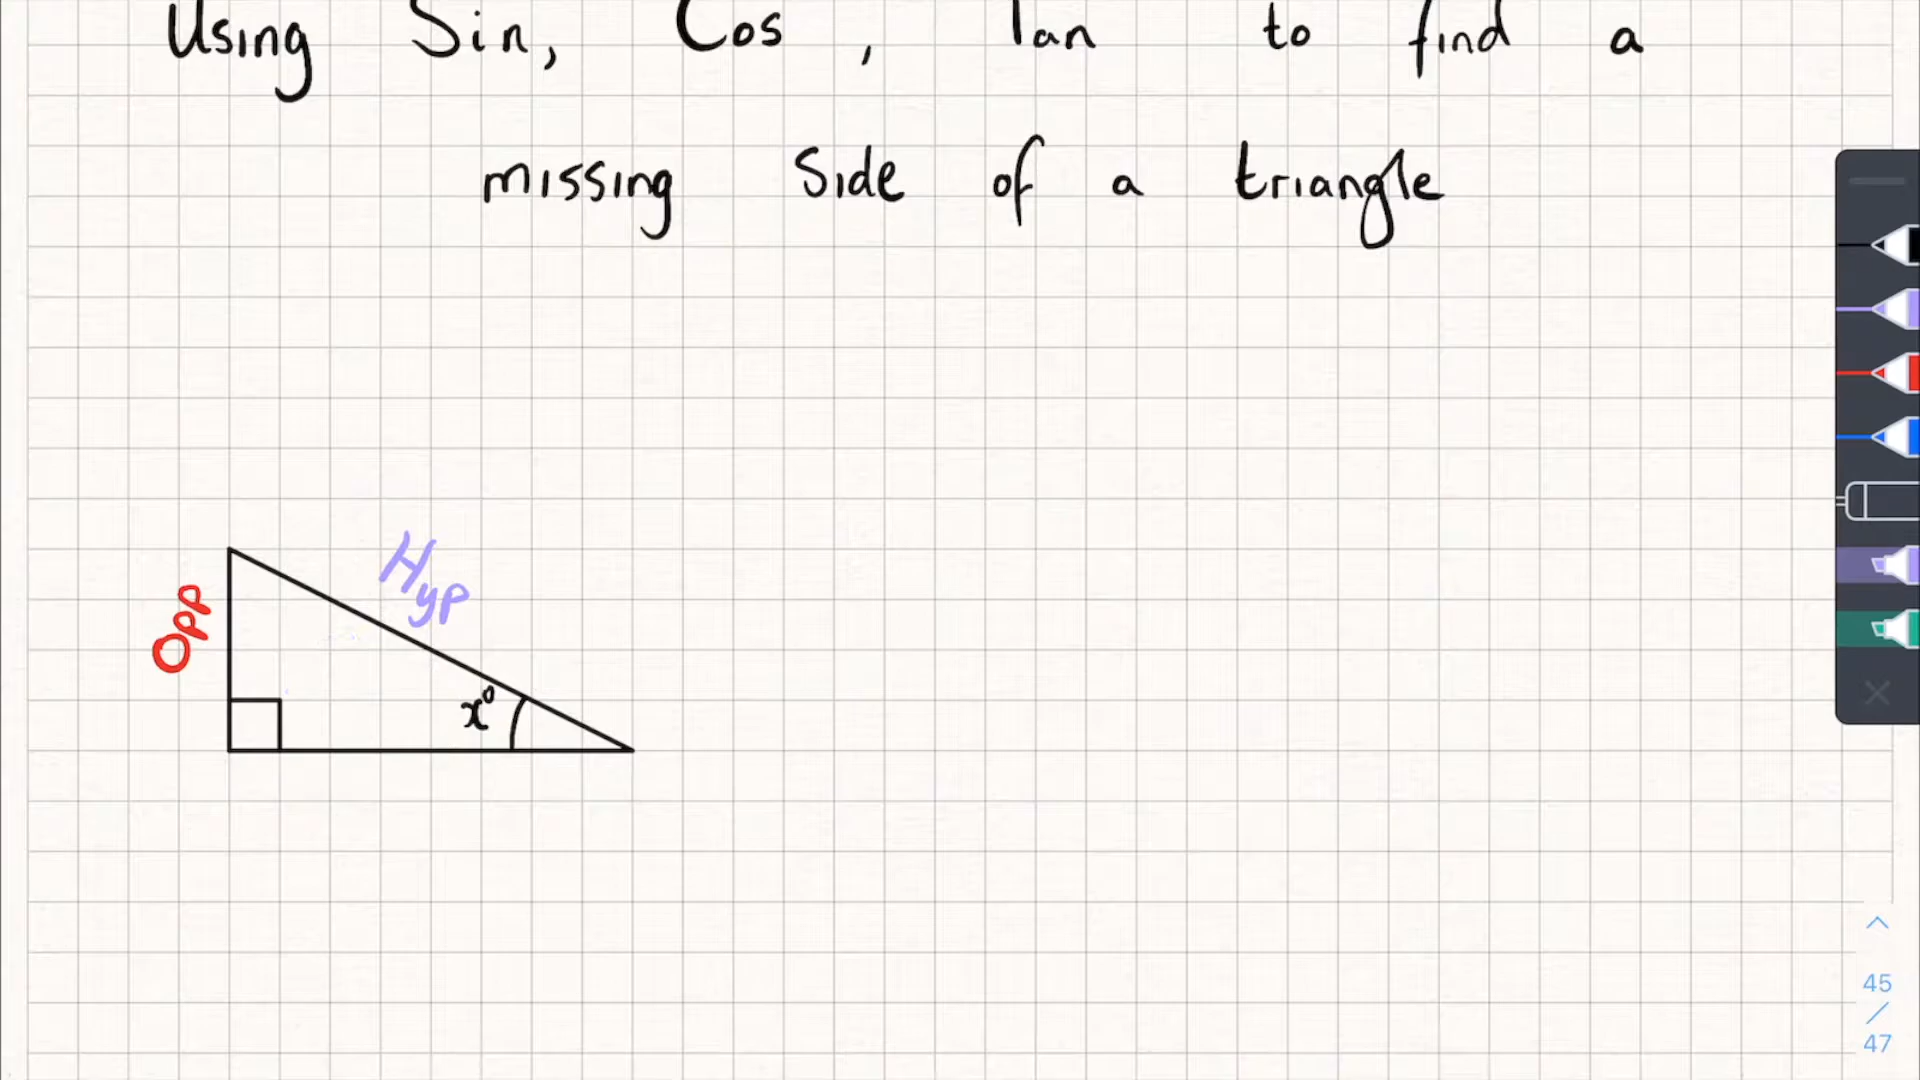 Using Sin, Cos, Tan to find a
missing side of a triangle
Hyp
Opp
x°
45
/
47